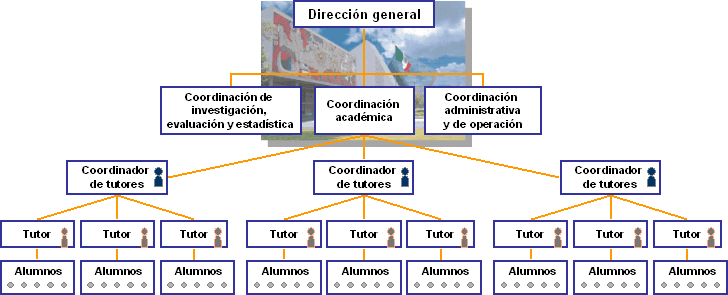 Dirección general
Coordinación de
investigación,
evaluación y estadística
Coordinación
académica
Coordinación
administrativa
y de operación
Coordinador
de tutores
Coordinador
de tutores
Coordinador
de tutores
Tutor
Tutor
Tutor
Tutor
Tutor
Tutor
Tutor
Tutor
Tutor
Alumnos
Alumnos
Alumnos
Alumnos
Alumnos
Alumnos
Alumnos
Alumnos
Alumnos